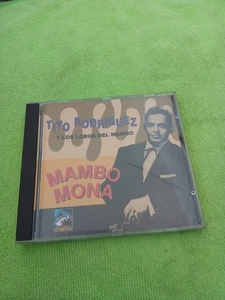 TITO RODRIGUEZ
Y LOS LOBOS DEL MAMBO
MAMBO
MONA